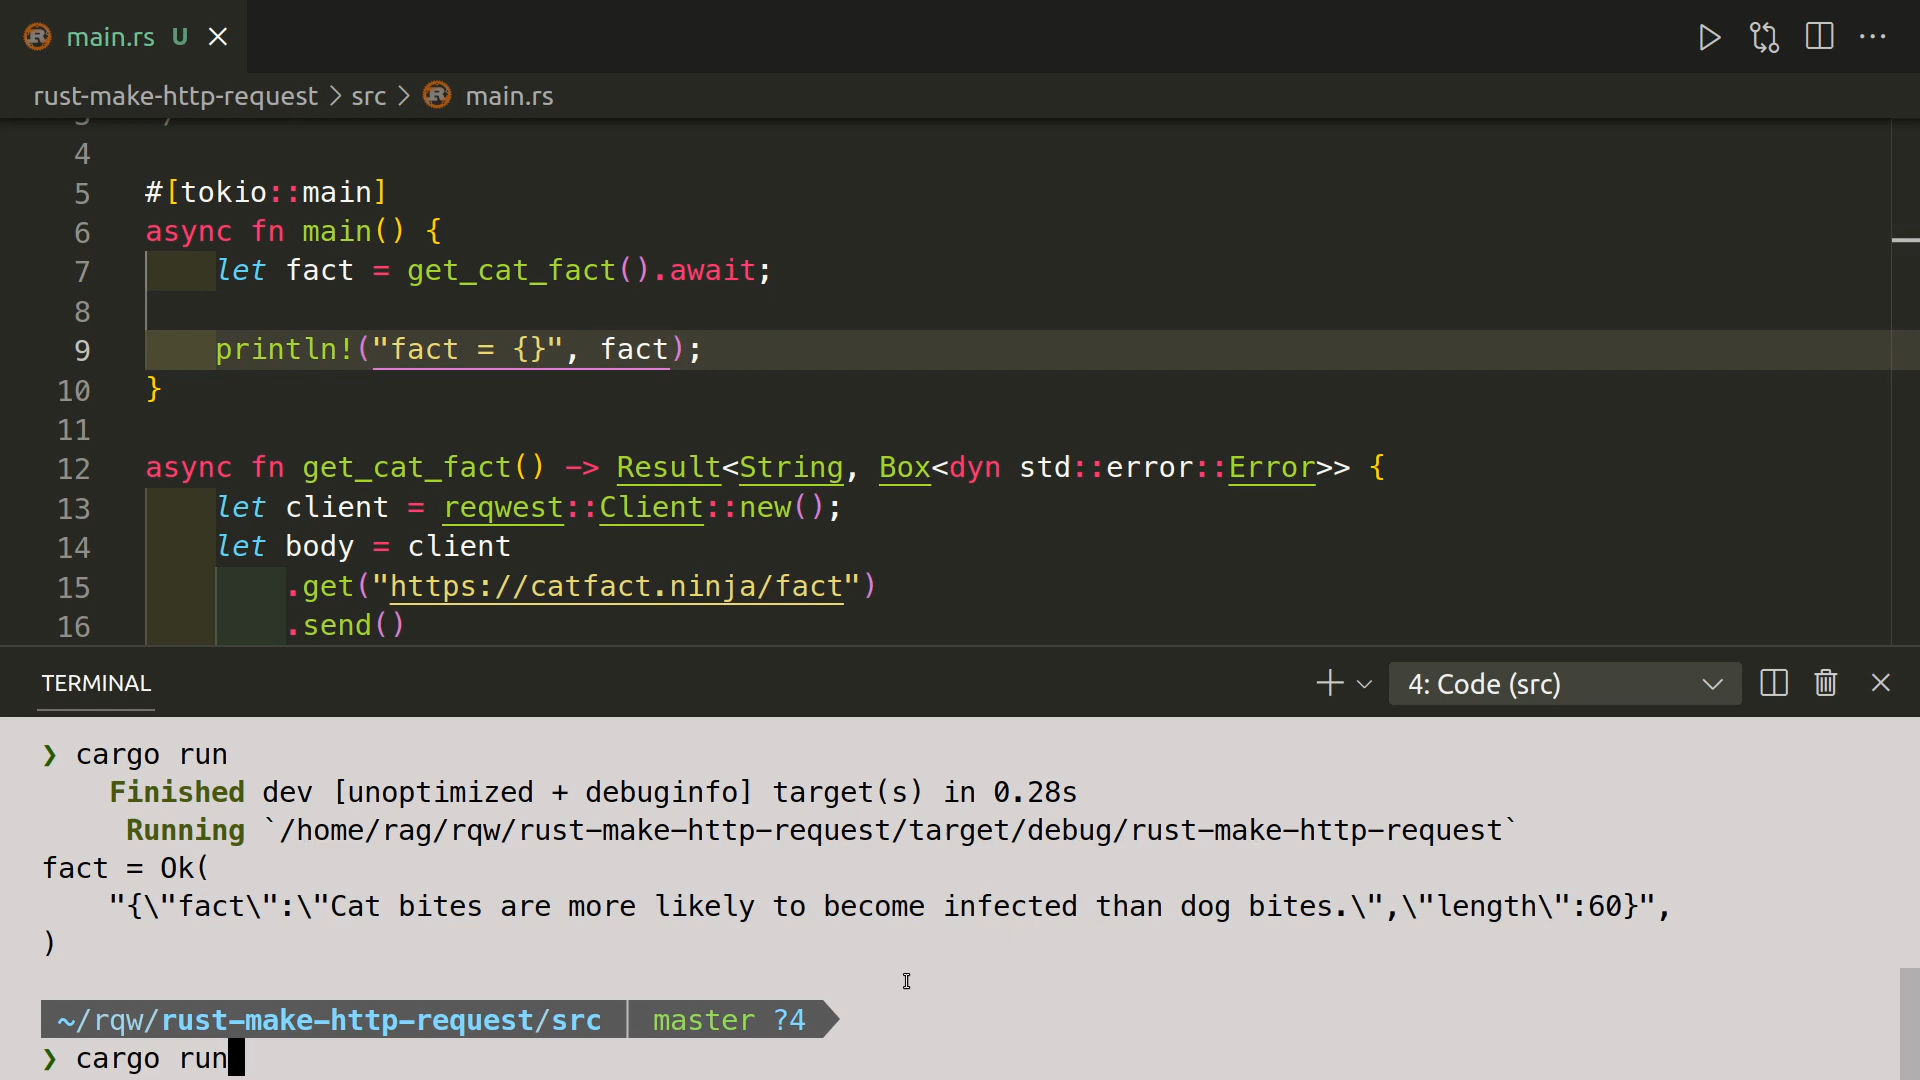 main.rs U
rust-make-http-request > src > main.rs
4
5 #[tokio::main]
6 async fn main() {
7 let fact = get_cat_fact().await;
8
9 println!("fact = {}", fact);
10 }
11
12 async fn get_cat_fact() -> Result<String, Box<dyn std::error::Error>> {
13 let client = reqwest::Client::new();
14 let body = client
15 .get("https://catfact.ninja/fact")
16 .send()
TERMINAL
4: Code (src)
❯ cargo run
Finished dev [unoptimized + debuginfo] target(s) in 0.28s
Running `/home/rag/rqw/rust-make-http-request/target/debug/rust-make-http-request`
fact = Ok(
"{\"fact\":\"Cat bites are more likely to become infected than dog bites.\",\"length\":60}",
)
~/rqw/rust-make-http-request/src master ?4
❯ cargo run